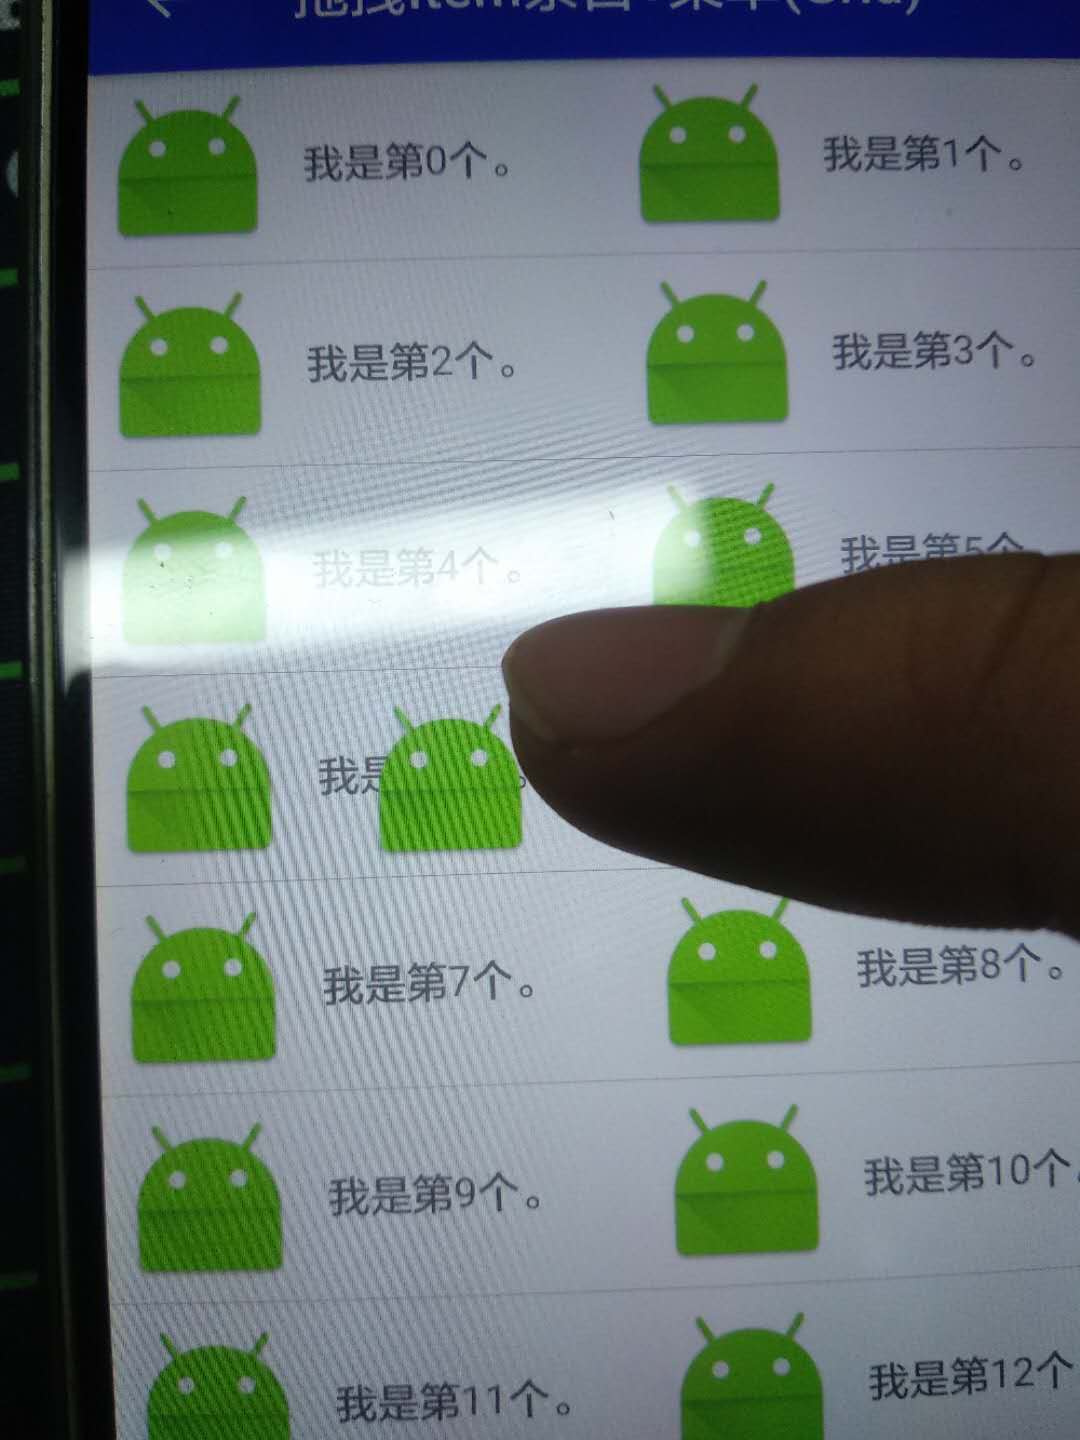 我是第0个。 我是第1个。
我是第2个。 我是第3个。
我是第4个。 我是第5个
我是
我是第7个。 我是第8个。
我是第9个。 我是第10个。
我是第11个。 我是第12个